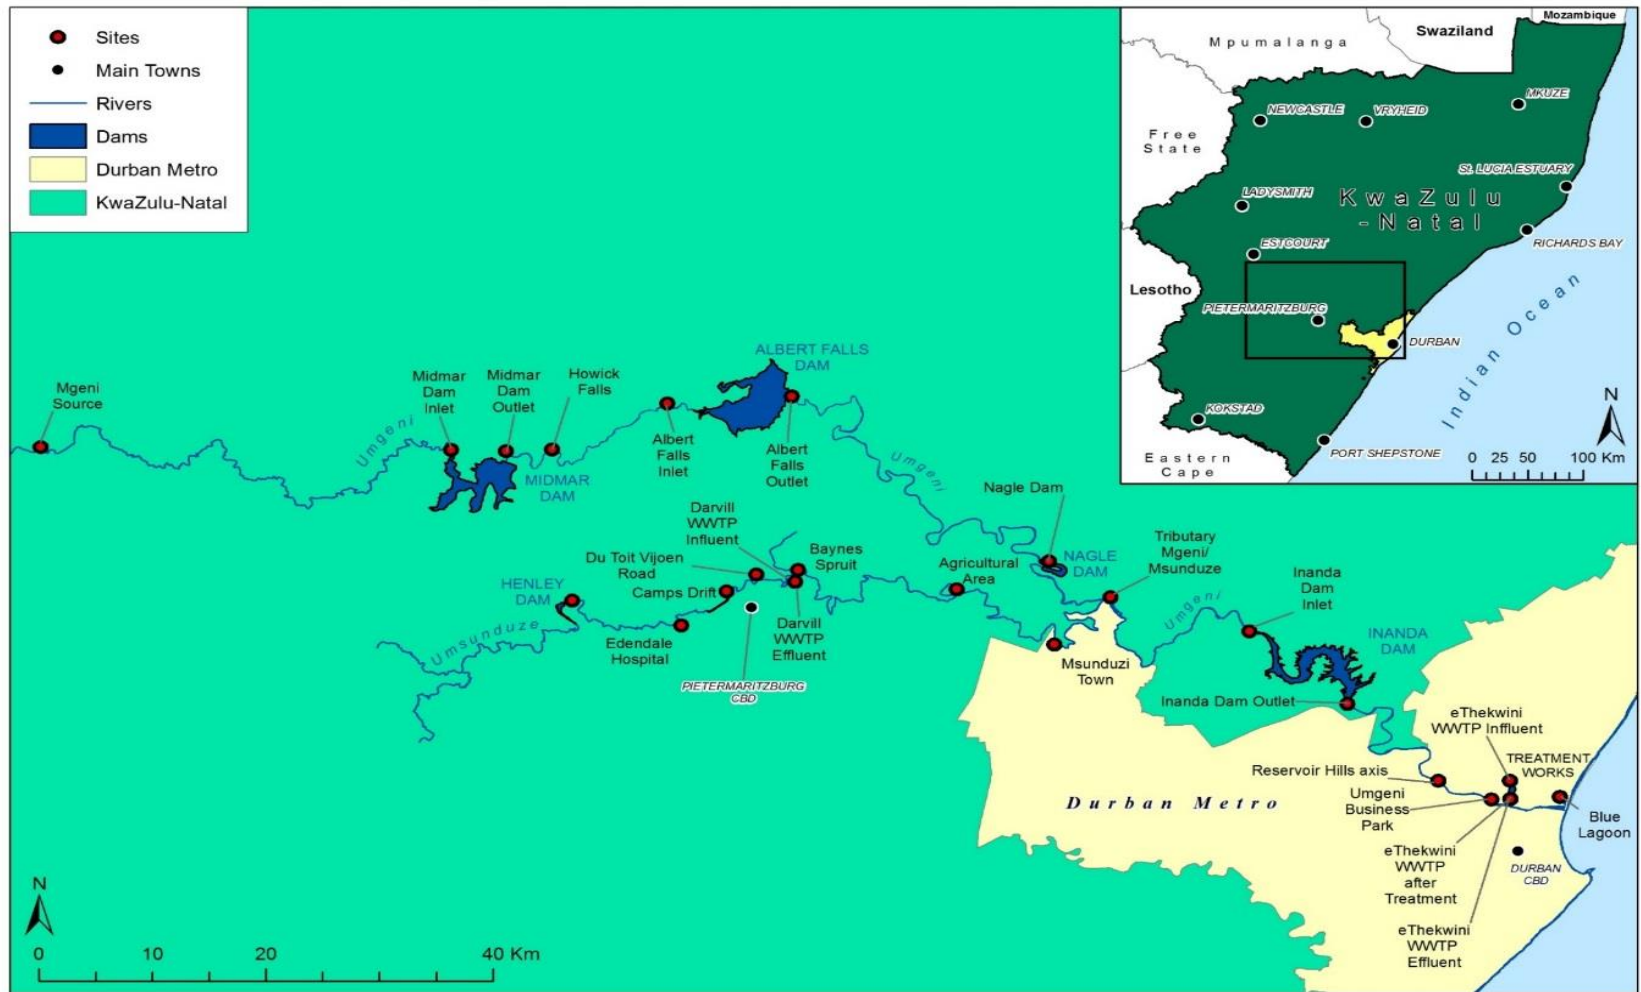 Sites
Main Towns
Rivers
Dams
Durban Metro
KwaZulu-Natal
Mozambique
Swaziland
Mpumalanga
MKUZE
NEWCASTLE
VRYHEID
Free
State
St. LUCIA ESTUARY
LADYSMITH
KwaZulu
-Natal
ESTCOURT
RICHARDS BAY
Lesotho
PIETERMARITZBURG
DURBAN
Indian Ocean
KOKSTAD
N
PORT SHEPSTONE
Eastern
Cape
0 25 50 100 Km
ALBERT FALLS
DAM
Mgeni
Source
Midmar
Dam
Inlet
Midmar
Dam
Outlet
Howick
Falls
Umgeni
MIDMAR
DAM
Albert
Falls
Inlet
Albert
Falls
Outlet
Umgeni
Nagle Dam
NAGLE
DAM
Tributary
Mgeni/
Msunduze
Darvill
WWTP
Influent
Baynes
Spruit
Du Toit Vijoen
Road
Agricultural
Area
HENLEY
DAM
Camps Drift
Umsunduze
Edendale
Hospital
Darvill
WWTP
Effluent
PIETERMARITZBURG
CBD
Msunduzi
Town
Umgeni
Inanda
Dam
Inlet
INANDA
DAM
Inanda Dam Outlet
eThekwini
WWTP Inffluent
TREATMENT
WORKS
Reservoir Hills axis
Umgeni
Business
Park
Blue
Lagoon
Durban Metro
eThekwini
WWTP
after
Treatment
DURBAN
CBD
eThekwini
WWTP
Effluent
N
0 10 20 40 Km